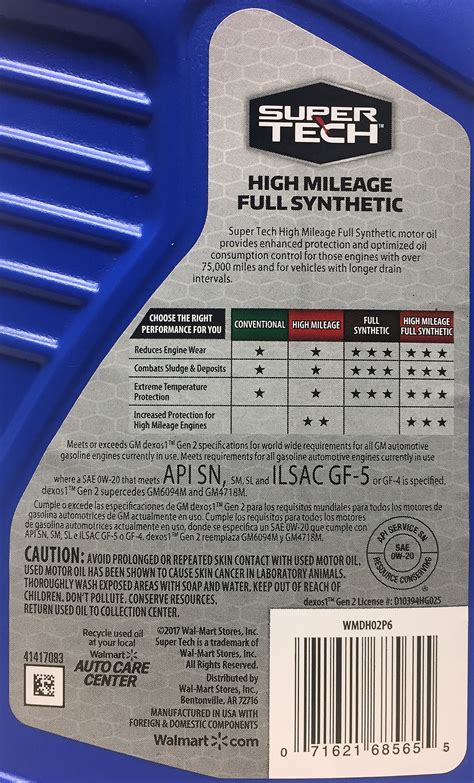 SUPER
TECH™
HIGH MILEAGE
FULL SYNTHETIC
Super Tech High Mileage Full Synthetic motor oil
provides enhanced protection and optimized oil
consumption control for those engines with over
75,000 miles and for vehicles with longer drain
intervals.
CHOOSE THE RIGHT
PERFORMANCE FOR YOU
CONVENTIONAL
HIGH MILEAGE
FULL
SYNTHETIC
HIGH MILEAGE
FULL SYNTHETIC
Reduces Engine Wear ★ ★ ★★★ ★★★
Combats Sludge & Deposits ★ ★ ★★★ ★★★
Extreme Temperature
Protection ★ ★ ★★★ ★★★
Increased Protection for
High Mileage Engines ★★ ★★★
Meets or exceeds GM dexos1™ Gen 2 specifications for world wide requirements for all GM automotive
gasoline engines currently in use. Meets requirements for all gasoline automotive engines currently in use
where a SAE 0W-20 that meets API SN, SM, SL and ILSAC GF-5 or GF-4 is specified.
dexos1™ Gen 2 supercedes GM6094M and GM4718M.
Cumple o excede las especificaciones de GM dexos1™ Gen 2 para los requisitos mundiales para todos los motores
de gasolina automotrices de GM actualmente en uso. Cumple con los requisitos para todos los motores
de gasolina automotrices actualmente en uso, donde se especifica un SAE 0W-20 que cumple con
API SN, SM, SL e ILSAC GF-5 o GF-4. dexos1™ Gen 2 reemplaza GM6094M y GM4718M.
API SERVICE SN
SAE
0W-20
RESOURCE CONSERVING
CAUTION: AVOID PROLONGED OR REPEATED SKIN CONTACT WITH USED MOTOR OIL.
USED MOTOR OIL HAS BEEN SHOWN TO CAUSE SKIN CANCER IN LABORATORY ANIMALS.
THOROUGHLY WASH EXPOSED AREAS WITH SOAP AND WATER. KEEP OUT OF REACH OF
CHILDREN. DON'T POLLUTE. CONSERVE RESOURCES.
RETURN USED OIL TO COLLECTION CENTER.
dexos1™ Gen 2 License #: D10394HG025
Recycle used oil
at your local
Walmart
AUTO CARE
CENTER
41417083
©2017 Wal-Mart Stores, Inc.
Super Tech is a trademark of
Wal-Mart Stores, Inc.
All Rights Reserved.
Distributed by
Wal-Mart Stores, Inc.,
Bentonville, AR 72716
MANUFACTURED IN USA WITH
FOREIGN & DOMESTIC COMPONENTS
Walmart.com
WMDH02P6
0 71621 68565 5